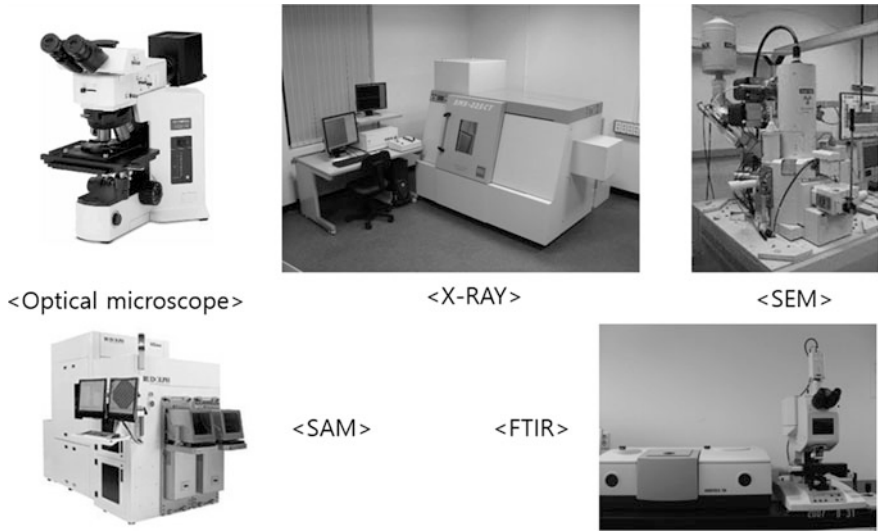 <Optical microscope>
<X-RAY>
<SEM>
<SAM>
<FTIR>